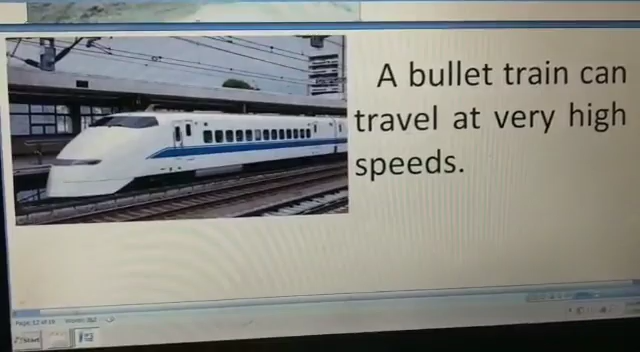 A bullet train can
travel at very high
speeds.